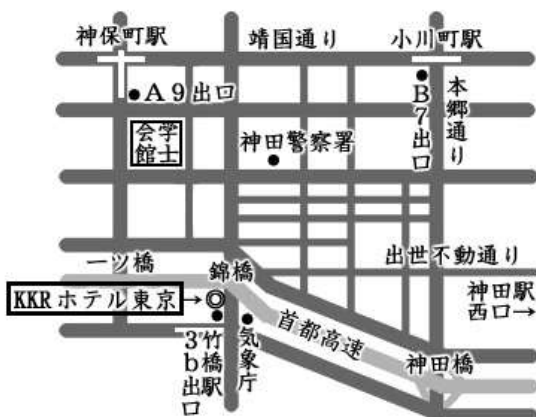 神保町駅
靖国通り
小川町駅
A9出口
B7出口
本郷通り
学士
会館
神田警察署
一ツ橋
錦橋
出世不動通り
KKRホテル東京→
神田駅
西口→
首都高速
竹橋駅
3b出口
気象庁
神田橋